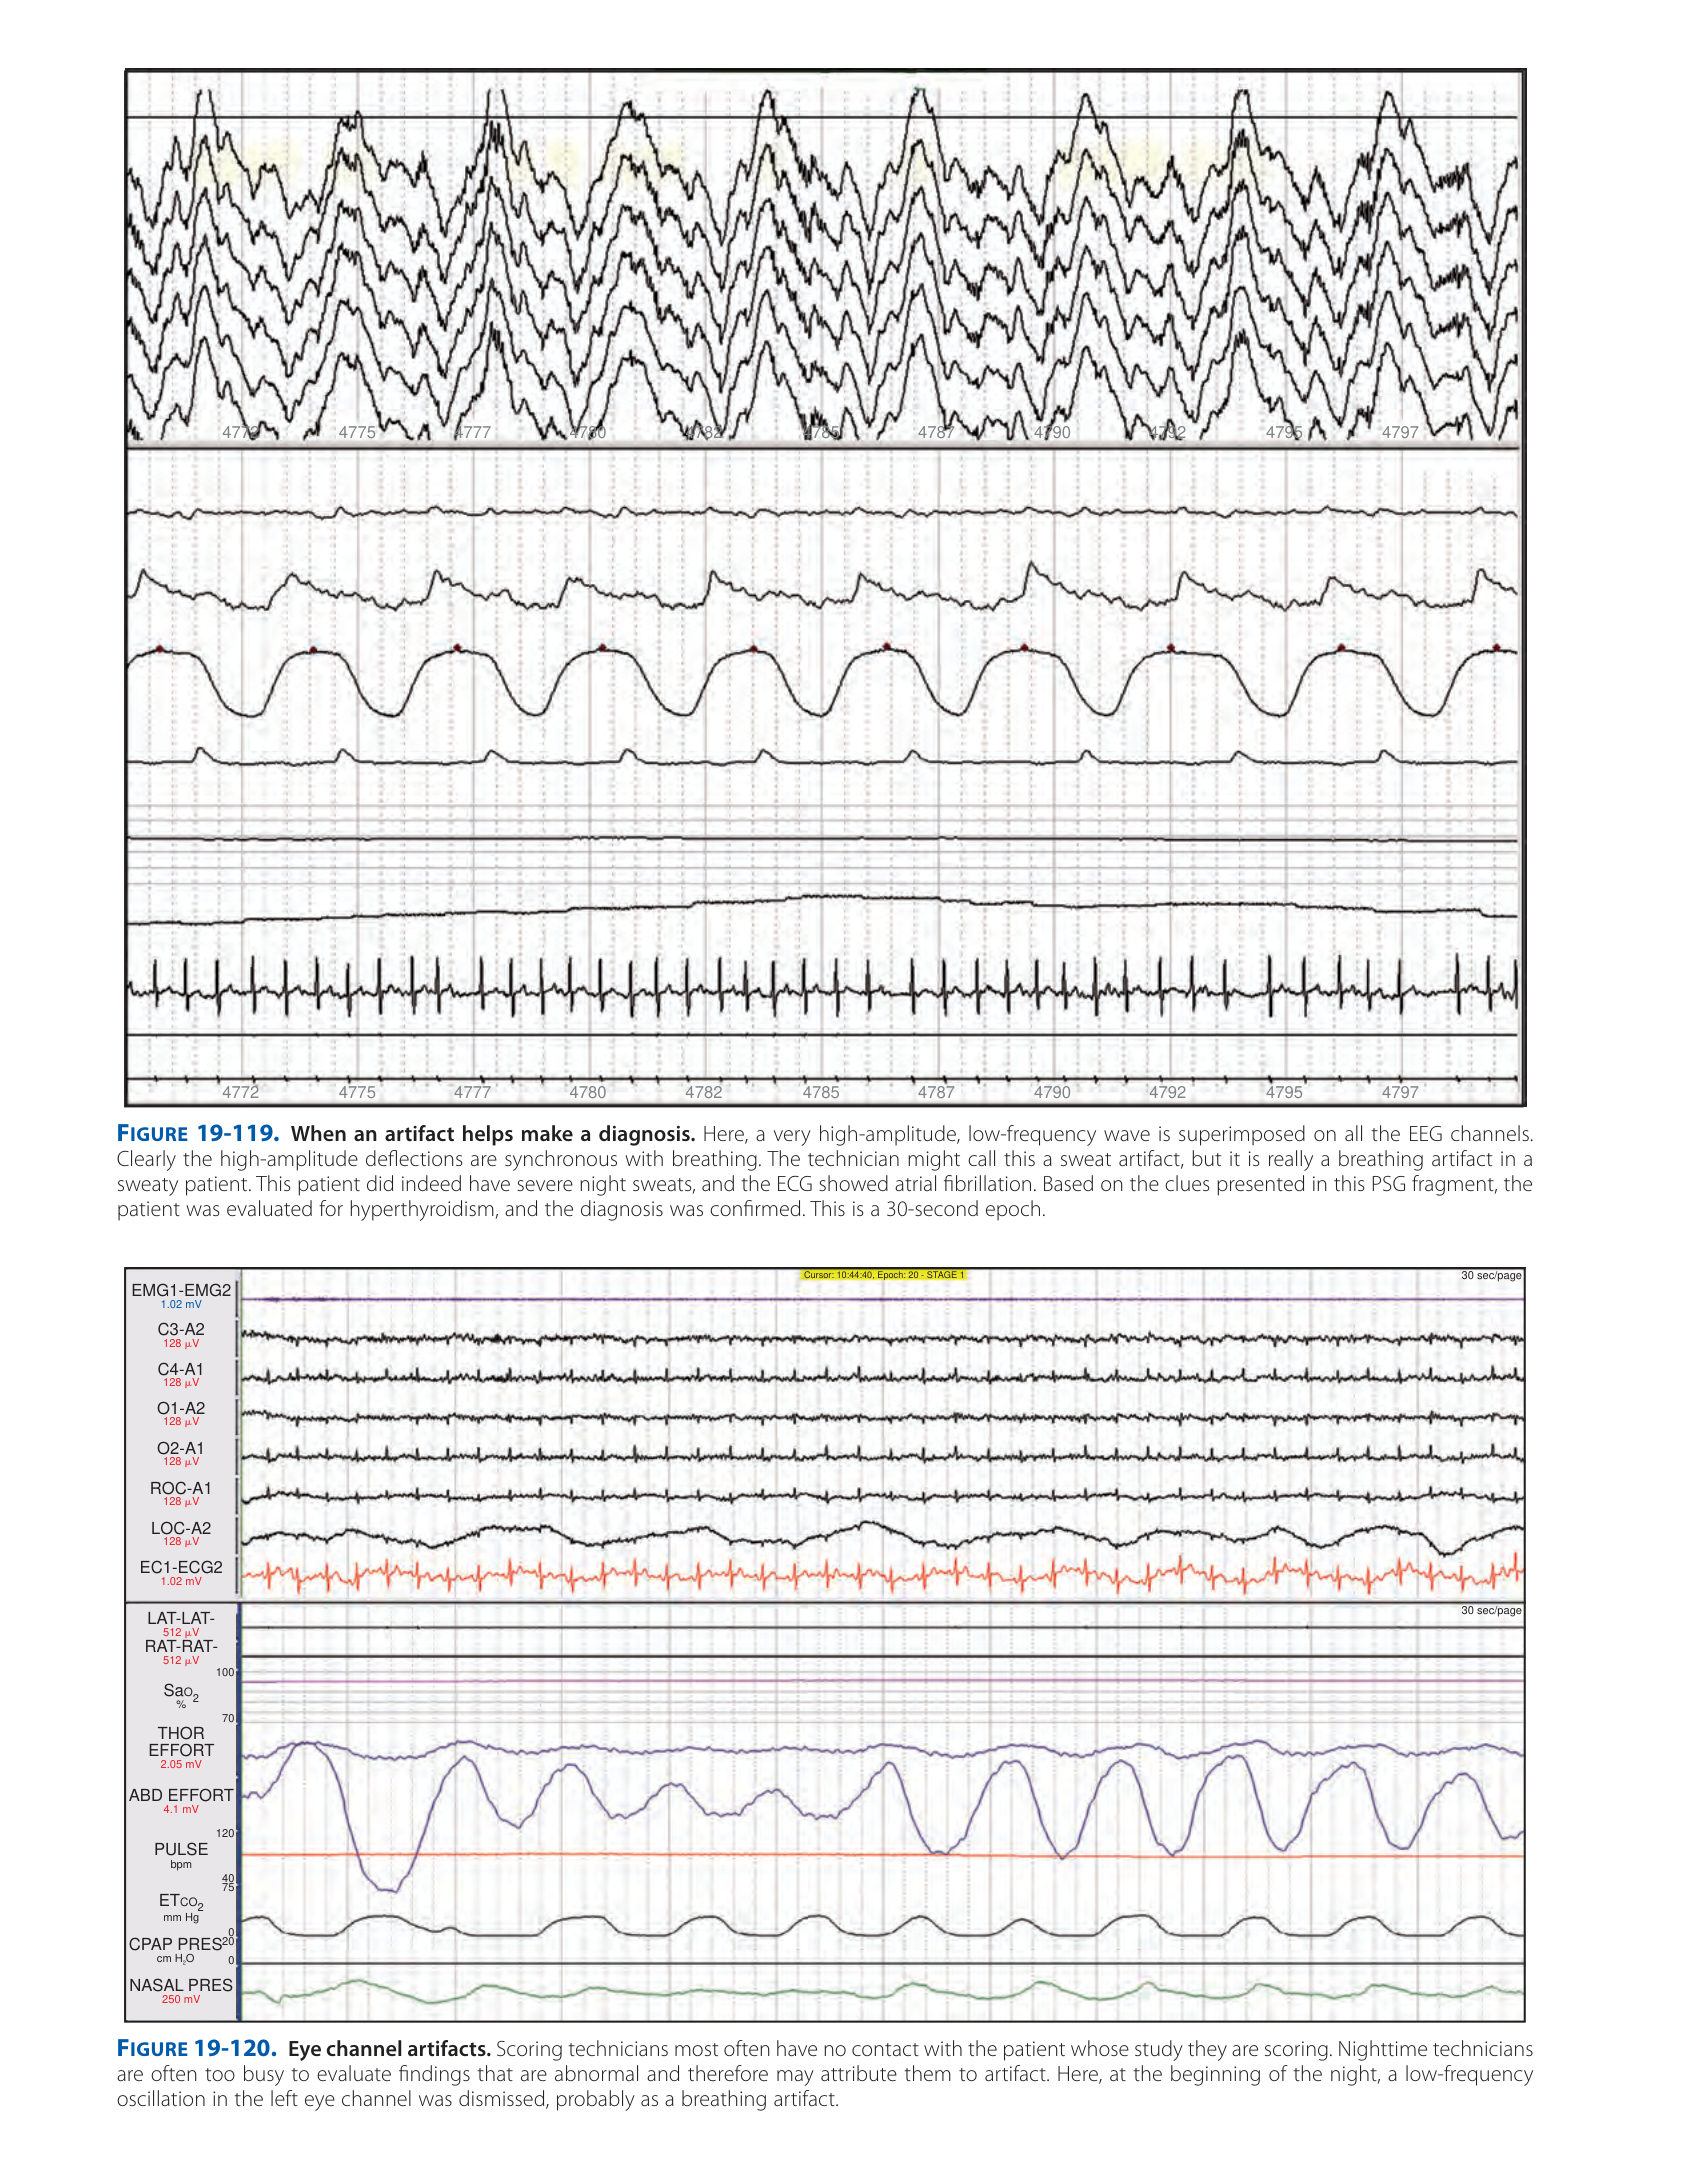 4772 4775 4777 4780 4782 4785 4787 4790 4792 4795 4797
4772 4775 4777 4780 4782 4785 4787 4790 4792 4795 4797
FIGURE 19-119. When an artifact helps make a diagnosis. Here, a very high-amplitude, low-frequency wave is superimposed on all the EEG channels.
Clearly the high-amplitude deflections are synchronous with breathing. The technician might call this a sweat artifact, but it is really a breathing artifact in a
sweaty patient. This patient did indeed have severe night sweats, and the ECG showed atrial fibrillation. Based on the clues presented in this PSG fragment, the
patient was evaluated for hyperthyroidism, and the diagnosis was confirmed. This is a 30-second epoch.
Cursor: 10:44:40, Epoch: 20 - STAGE 1
30 sec/page
EMG1-EMG2
1.02 mV
C3-A2
128 µV
C4-A1
128 µV
O1-A2
128 µV
O2-A1
128 µV
ROC-A1
128 µV
LOC-A2
128 µV
EC1-ECG2
1.02 mV
30 sec/page
LAT-LAT-
512 µV
RAT-RAT-
512 µV
100
SaO2
%
70
THOR
EFFORT
2.05 mV
ABD EFFORT
4.1 mV
120
PULSE
bpm
40
75
ETCO2
mm Hg
0
CPAP PRES 20
cm H2O 0
NASAL PRES
250 mV
FIGURE 19-120. Eye channel artifacts. Scoring technicians most often have no contact with the patient whose study they are scoring. Nighttime technicians
are often too busy to evaluate findings that are abnormal and therefore may attribute them to artifact. Here, at the beginning of the night, a low-frequency
oscillation in the left eye channel was dismissed, probably as a breathing artifact.